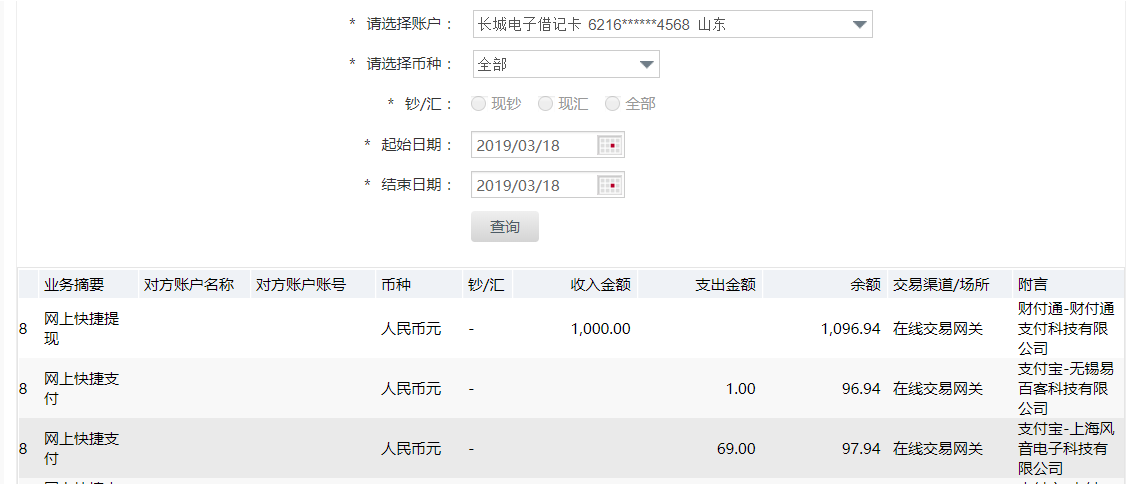 * 请选择账户： 长城电子借记卡 6216******4568 山东
* 请选择币种： 全部
* 钞/汇： 现钞 现汇 全部
* 起始日期： 2019/03/18
* 结束日期： 2019/03/18
查询
业务摘要 对方账户名称 对方账户账号 币种 钞/汇 收入金额 支出金额 余额 交易渠道/场所 附言
8 网上快捷提现 人民币元 - 1,000.00 1,096.94 在线交易网关 财付通-财付通支付科技有限公司
8 网上快捷支付 人民币元 - 1.00 96.94 在线交易网关 支付宝-无锡易百客科技有限公司
8 网上快捷支付 人民币元 - 69.00 97.94 在线交易网关 支付宝-上海风音电子科技有限公司